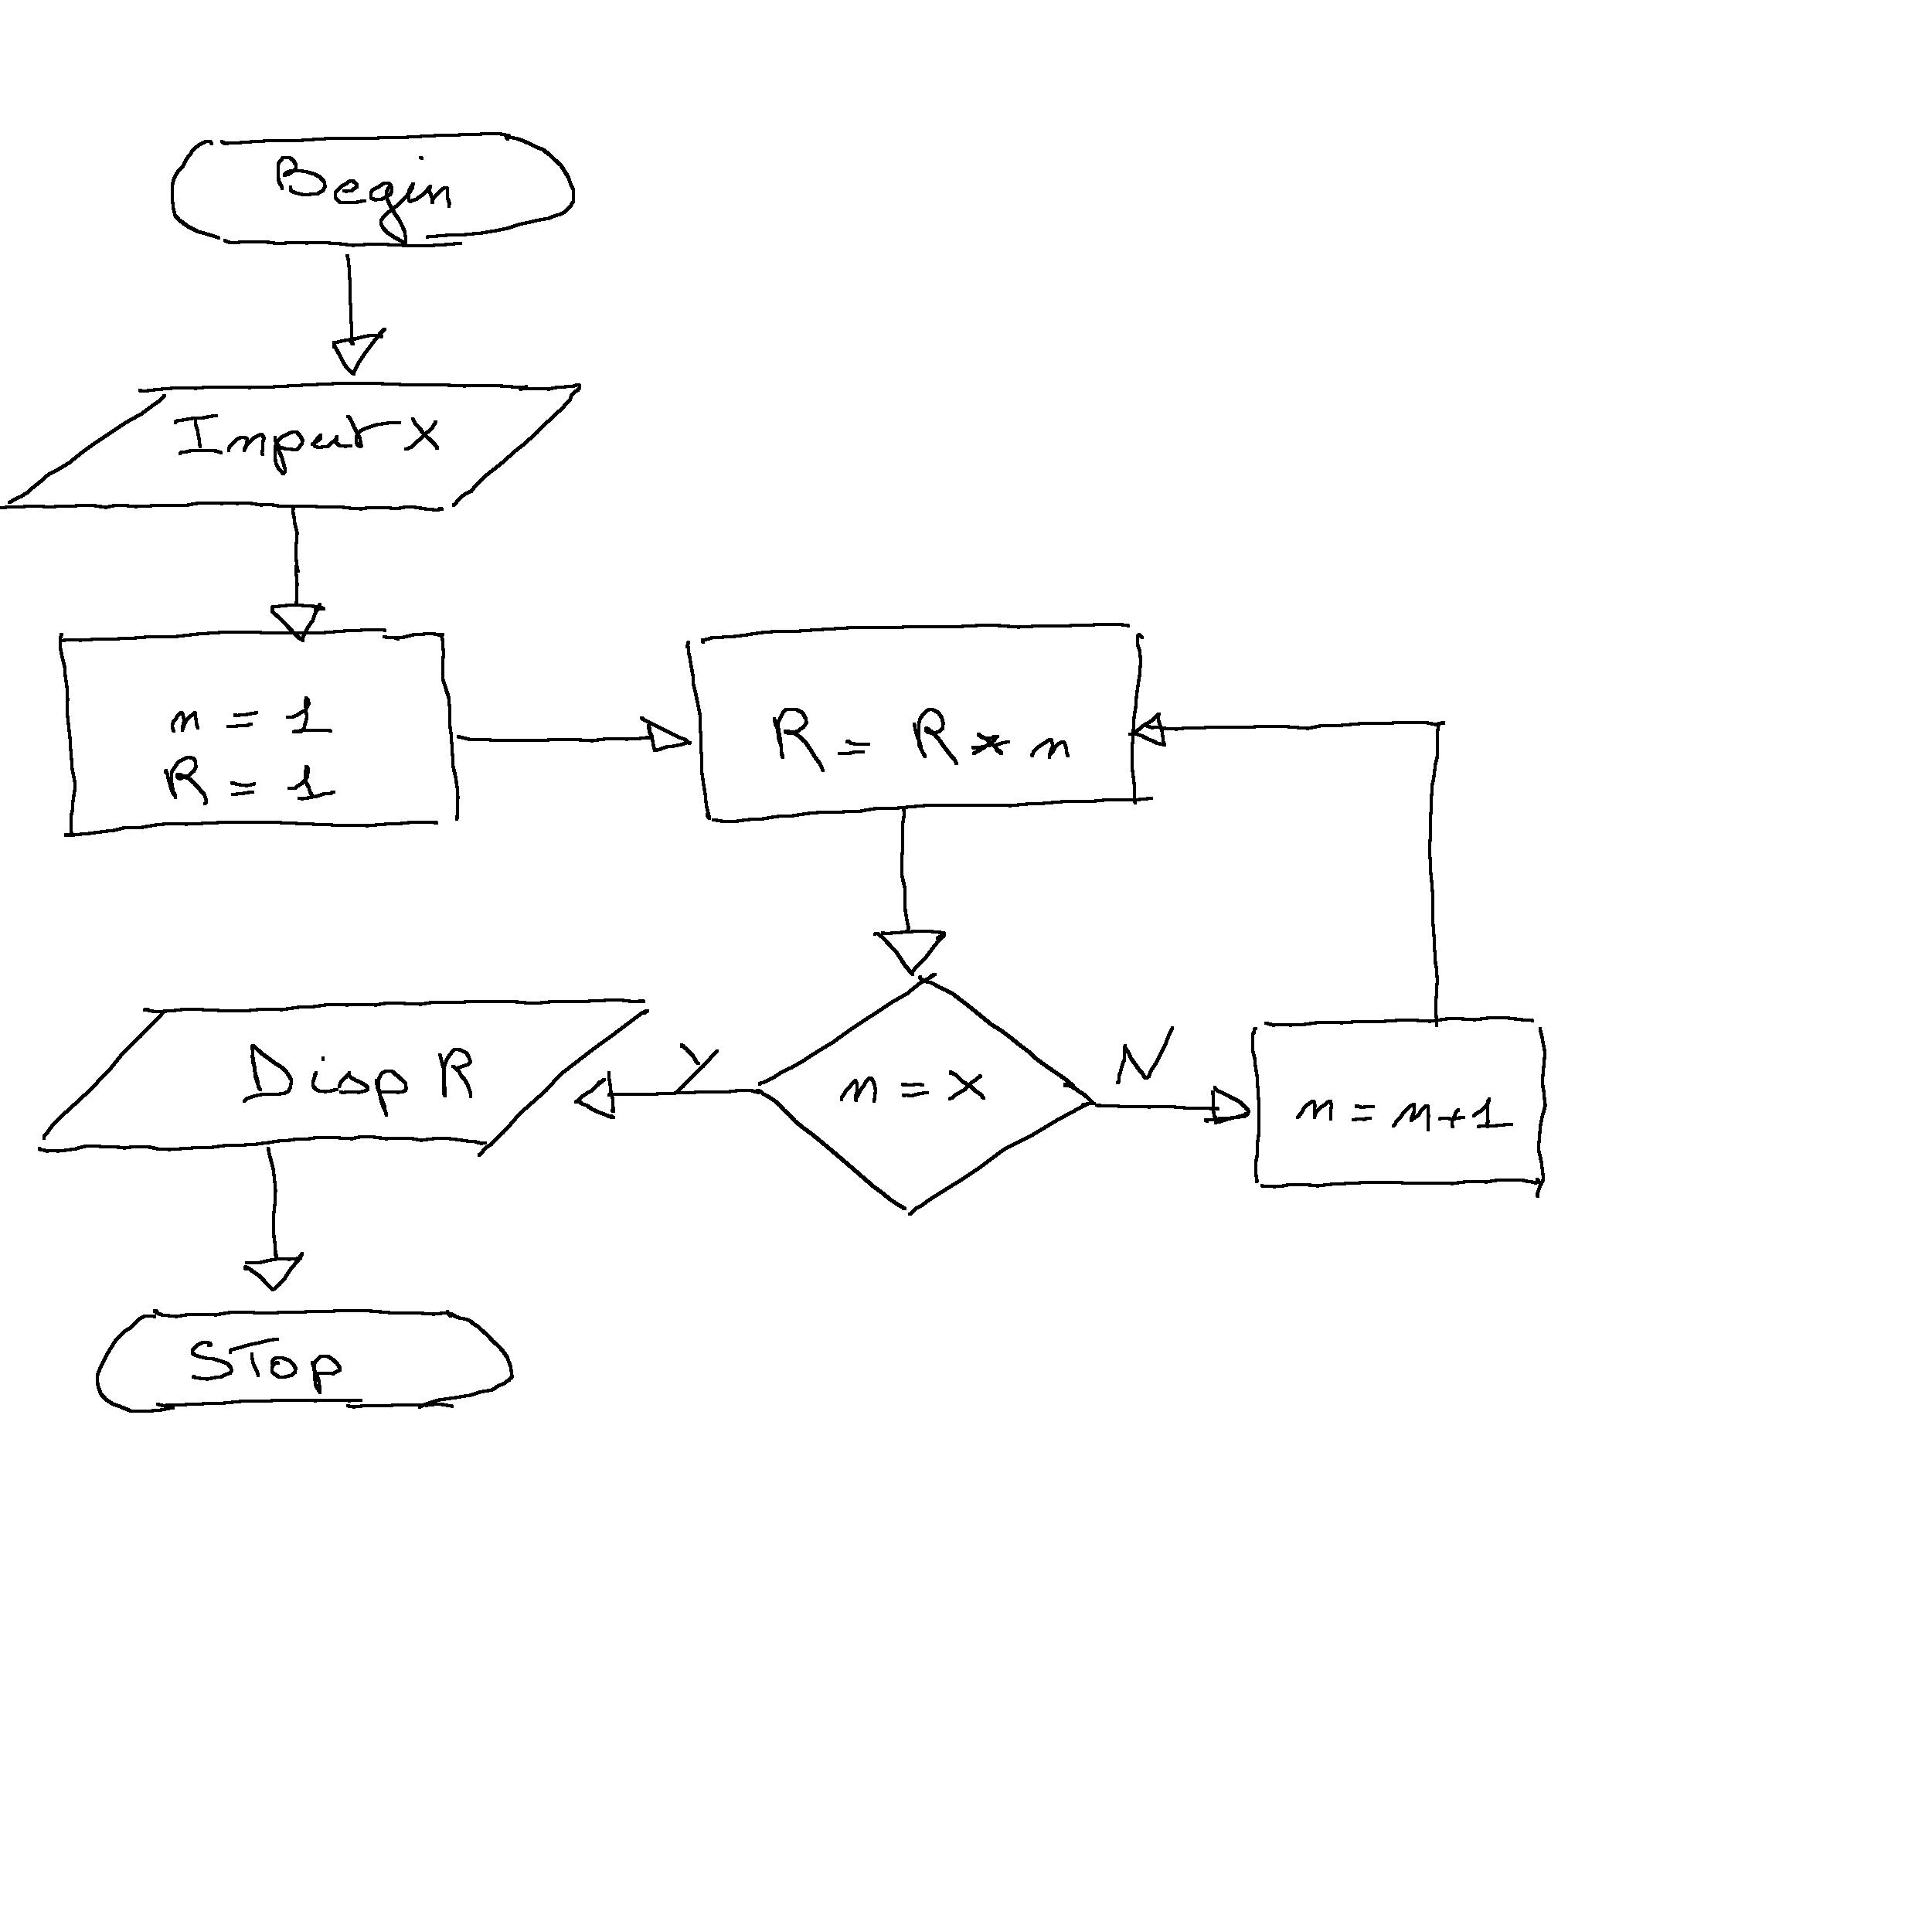 Begin
Input x
n = 1
R = 1
R = R * n
n = x
Y
N
n = n+1
Disp R
STop